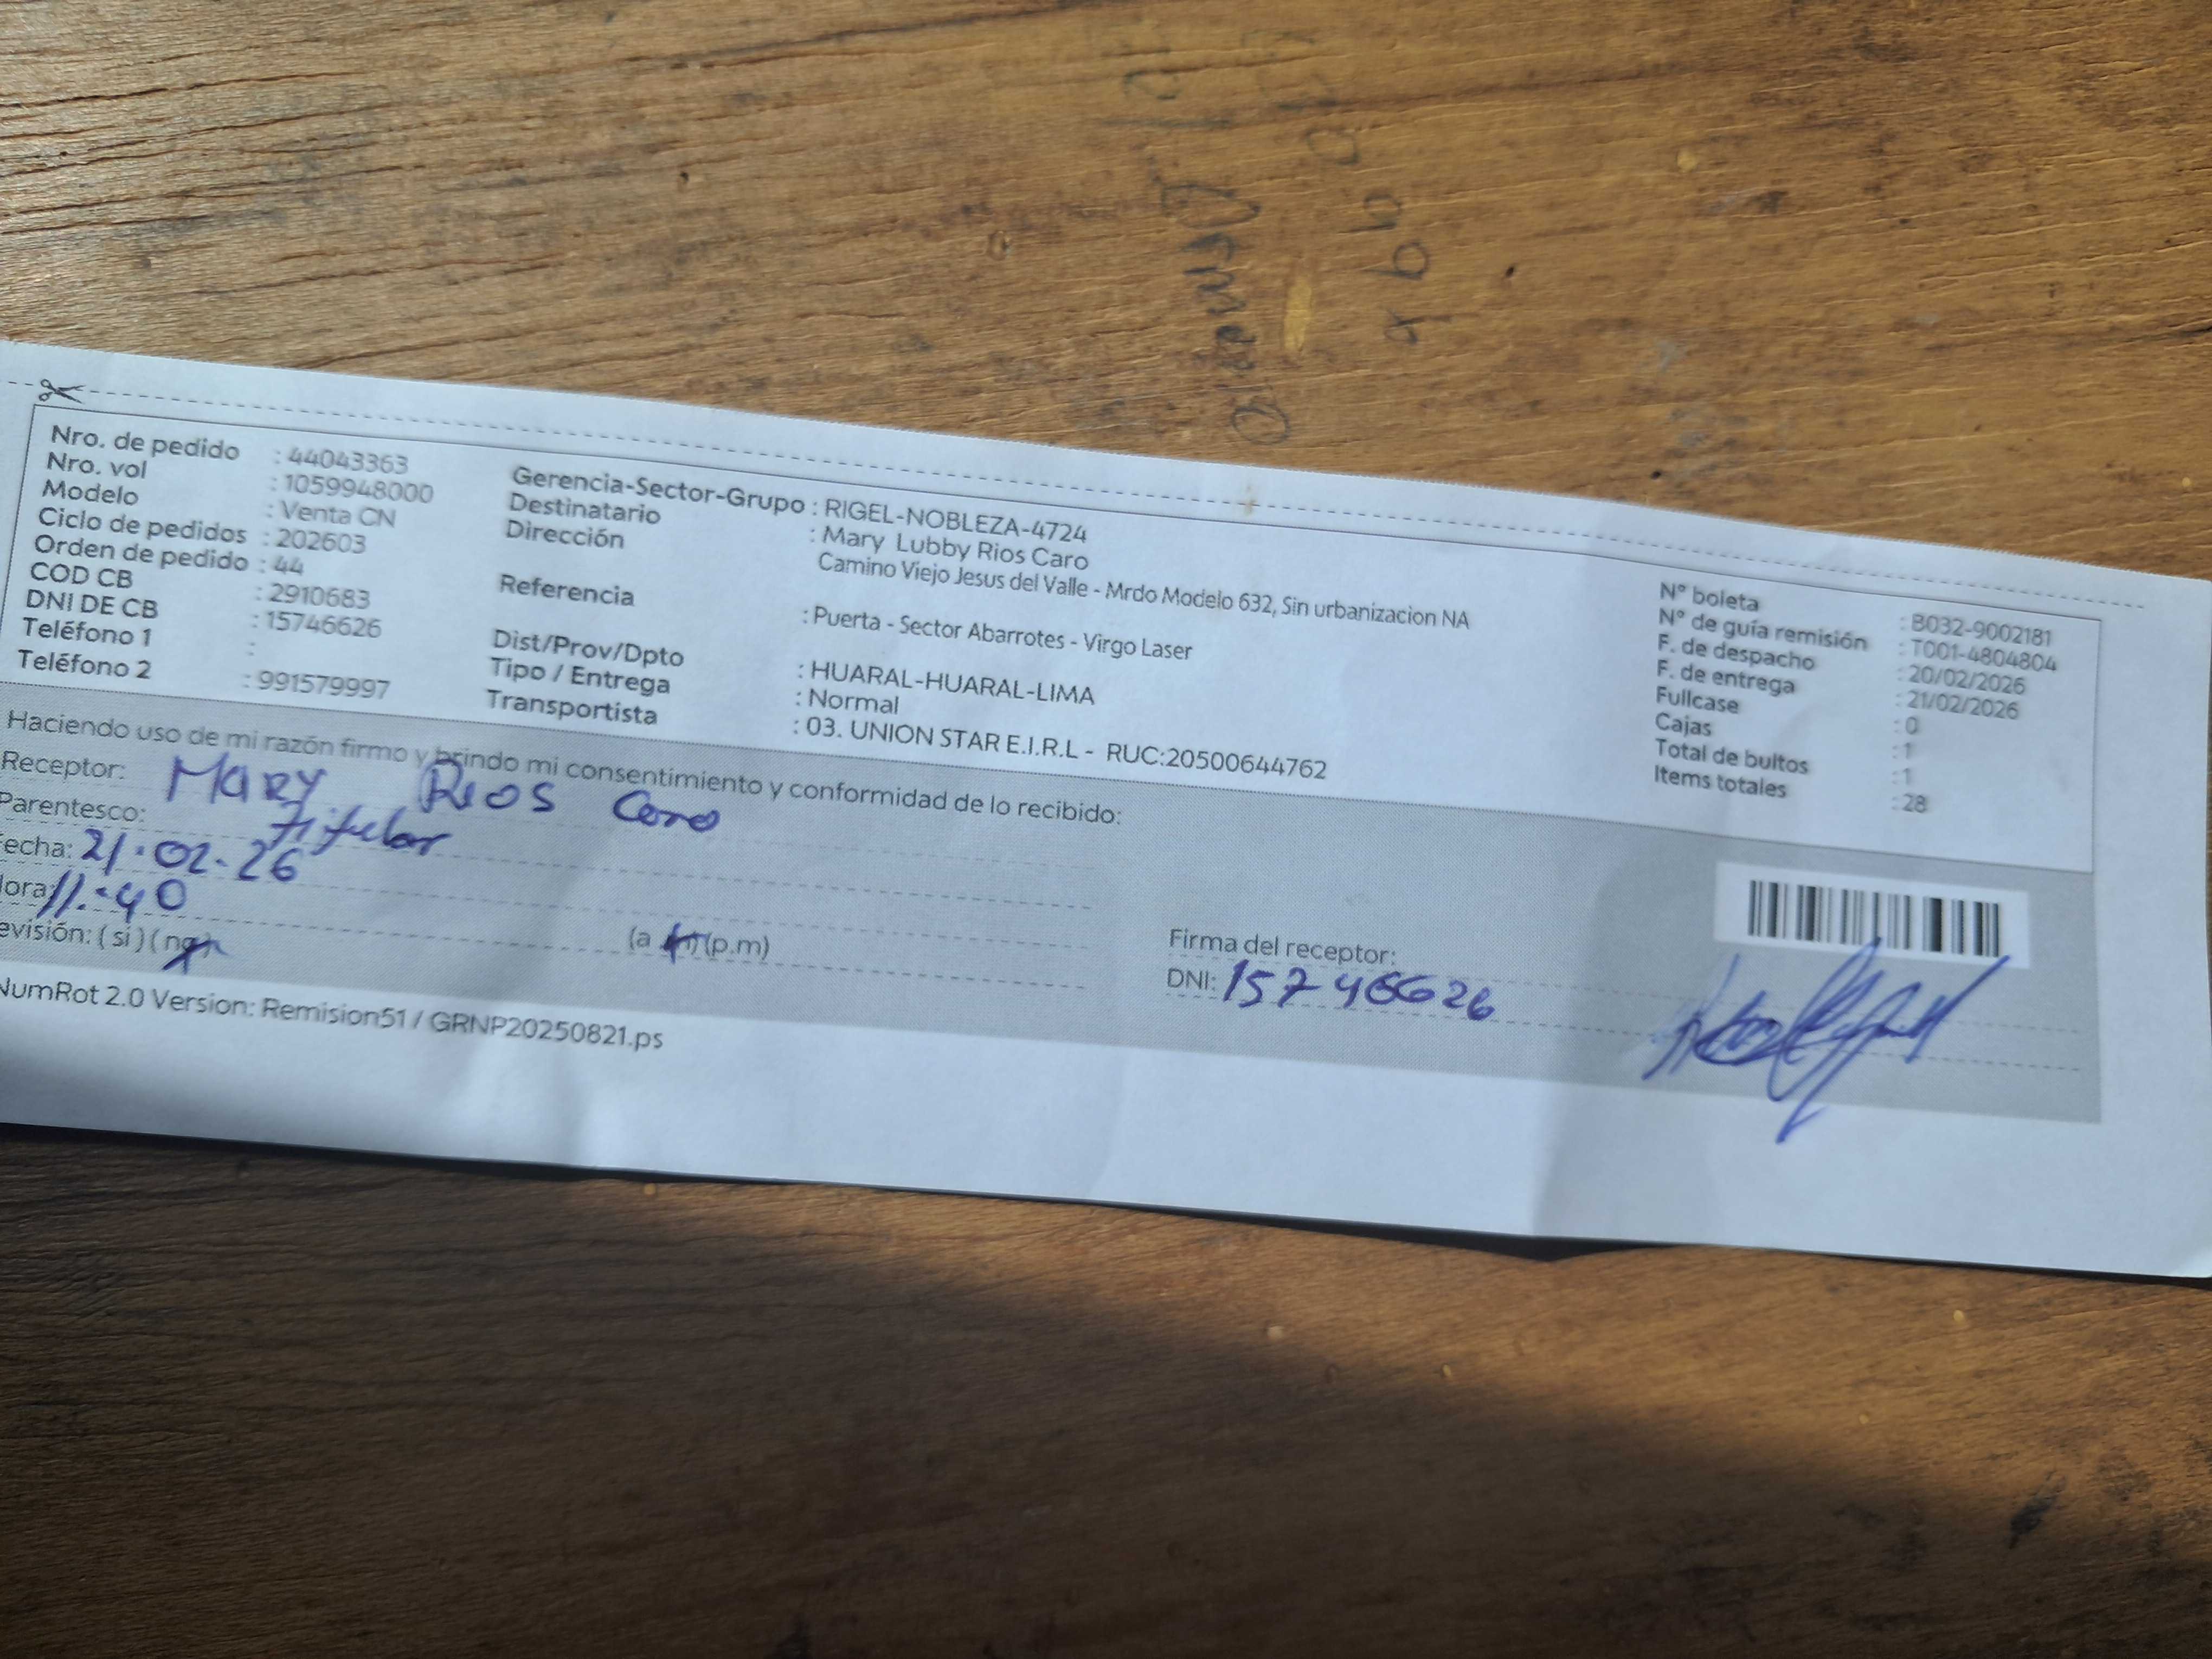 Nro. de pedido : 44043363
Nro. vol : 1059948000
Modelo : Venta CN
Ciclo de pedidos : 202603
Orden de pedido : 44
COD CB : 2910683
DNI DE CB : 15746626
Teléfono 1 :
Teléfono 2 : 991579997
Gerencia-Sector-Grupo : RIGEL-NOBLEZA-4724
Destinatario : Mary Lubby Rios Caro
Dirección Camino Viejo Jesus del Valle - Mrdo Modelo 632, Sin urbanizacion NA
Referencia : Puerta - Sector Abarrotes - Virgo Laser
Dist/Prov/Dpto : HUARAL-HUARAL-LIMA
Tipo / Entrega : Normal
Transportista : 03. UNION STAR E.I.R.L - RUC:20500644762
N° boleta : B032-9002181
N° de guía remisión : T001-4804804
F. de despacho : 20/02/2026
F. de entrega : 21/02/2026
Fullcase : 0
Cajas : 1
Total de bultos : 1
Items totales : 28
Haciendo uso de mi razón firmo y brindo mi consentimiento y conformidad de lo recibido:
Receptor: Mary Rios Caro
Parentesco: Titular
echa: 21.02.26
ora 11:40 (a (p.m)
evisión: ( si ) ( no
Firma del receptor:
DNI: 15746626
NumRot 2.0 Version: Remision51 / GRNP20250821.ps